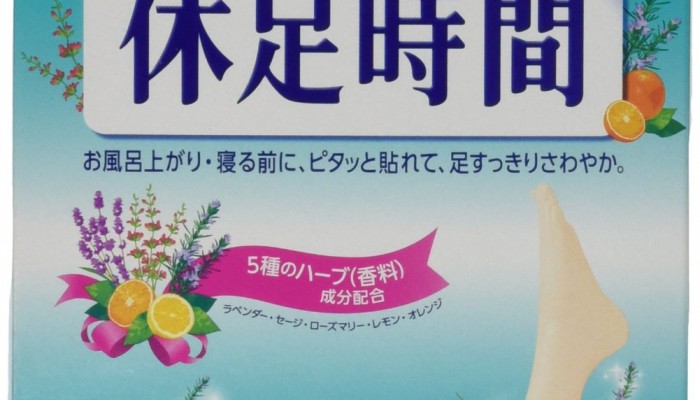 休足時間
お風呂上がり・寝る前に、ピタッと貼れて、足すっきりさわやか。
5種のハーブ(香料)
成分配合
ラベンダー・セージ・ローズマリー・レモン・オレンジ